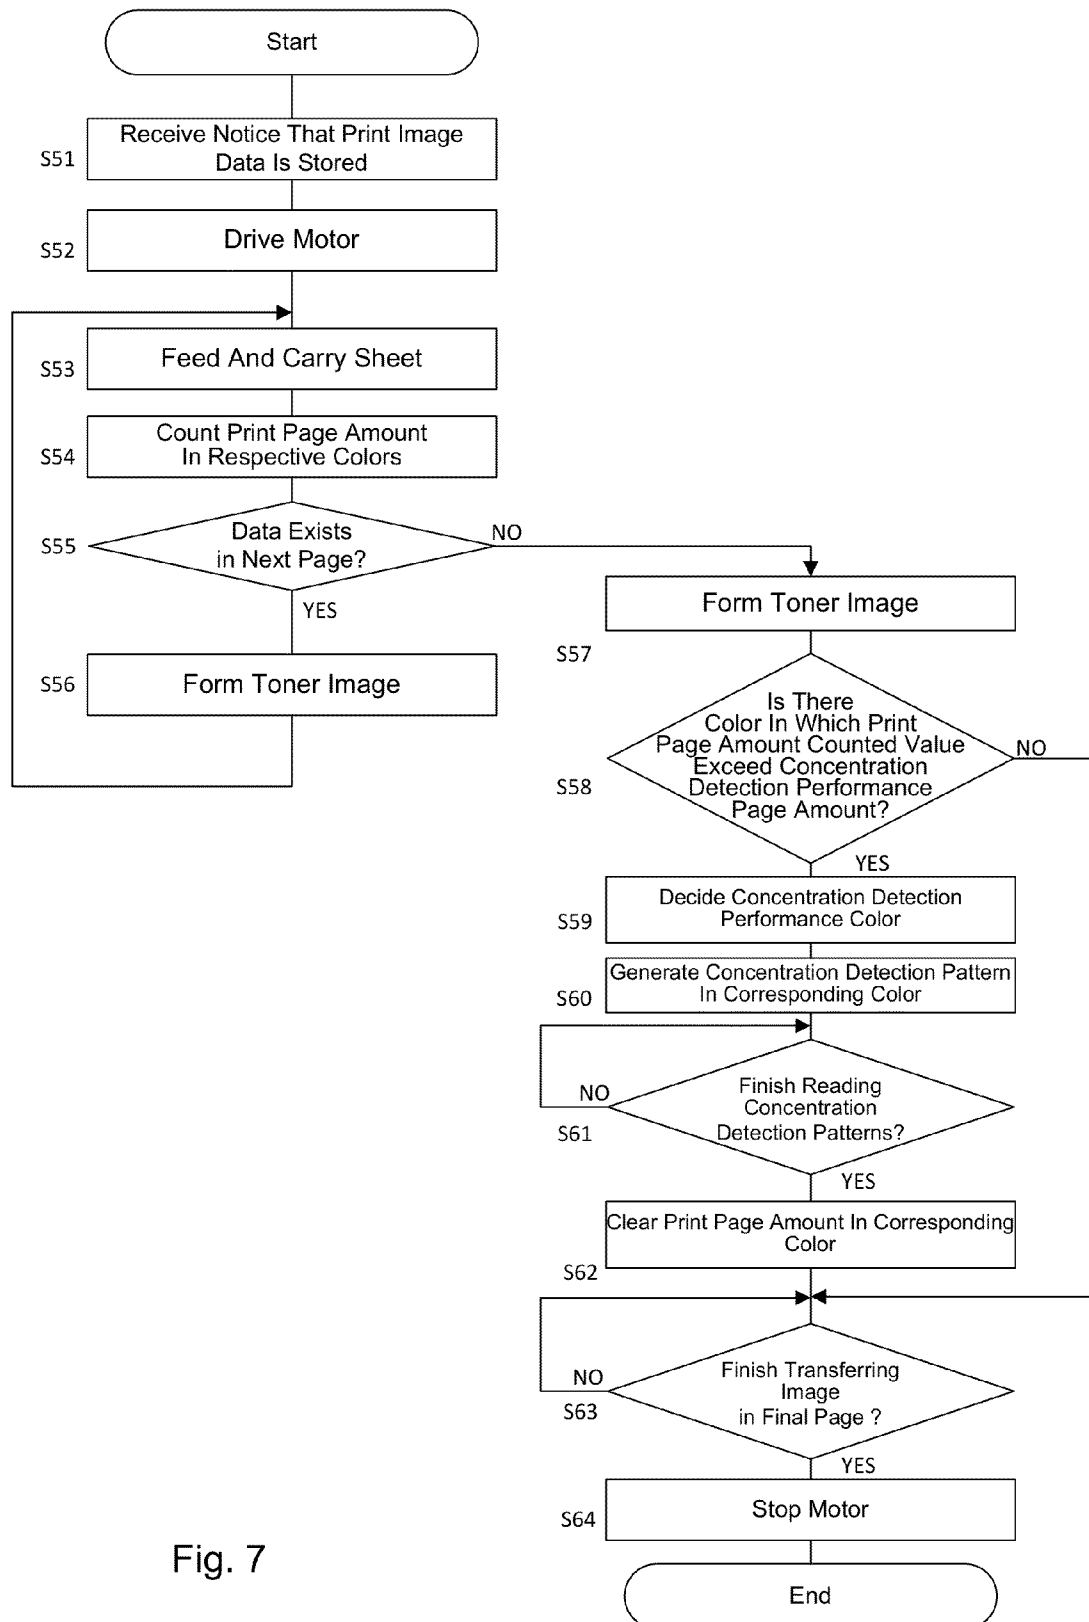 Start
Receive Notice That Print Image
Data Is Stored
S51
Drive Motor
S52
Feed And Carry Sheet
S53
Count Print Page Amount
In Respective Colors
S54
Data Exists
in Next Page?
S55
NO
YES
Form Toner Image
S56
Form Toner Image
S57
Is There
Color In Which Print
Page Amount Counted Value
Exceed Concentration
Detection Performance
Page Amount?
NO
S58
YES
Decide Concentration Detection
Performance Color
S59
Generate Concentration Detection Pattern
In Corresponding Color
S60
Finish Reading
Concentration
Detection Patterns?
NO
S61
YES
Clear Print Page Amount In Corresponding
Color
S62
Finish Transferring
Image
in Final Page ?
NO
S63
YES
Stop Motor
S64
End
Fig. 7